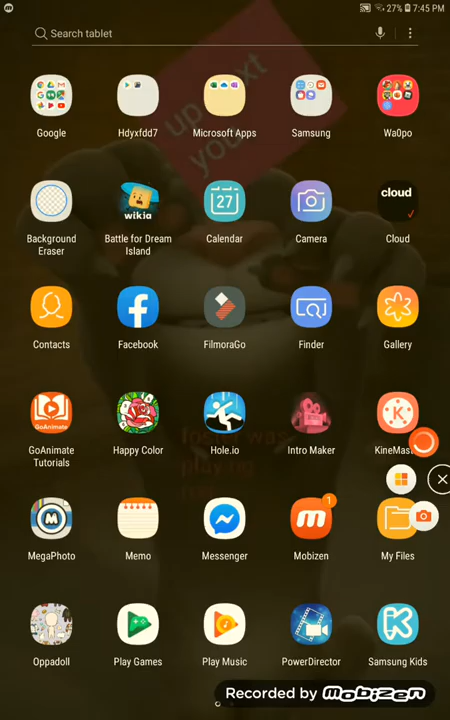 27% 7:45 PM
Search tablet
Google
Hdyxfdd7
Microsoft Apps
Samsung
Wa0po
wikia
27
cloud
Background
Eraser
Battle for Dream
Island
Calendar
Camera
Cloud
Contacts
Facebook
FilmoraGo
Finder
Gallery
GoAnimate
K
GoAnimate
Tutorials
Happy Color
Hole.io
Intro Maker
KineMas
M
1
MegaPhoto
Memo
Messenger
Mobizen
My Files
Oppadoll
Play Games
Play Music
PowerDirector
Samsung Kids
Recorded by mobizen